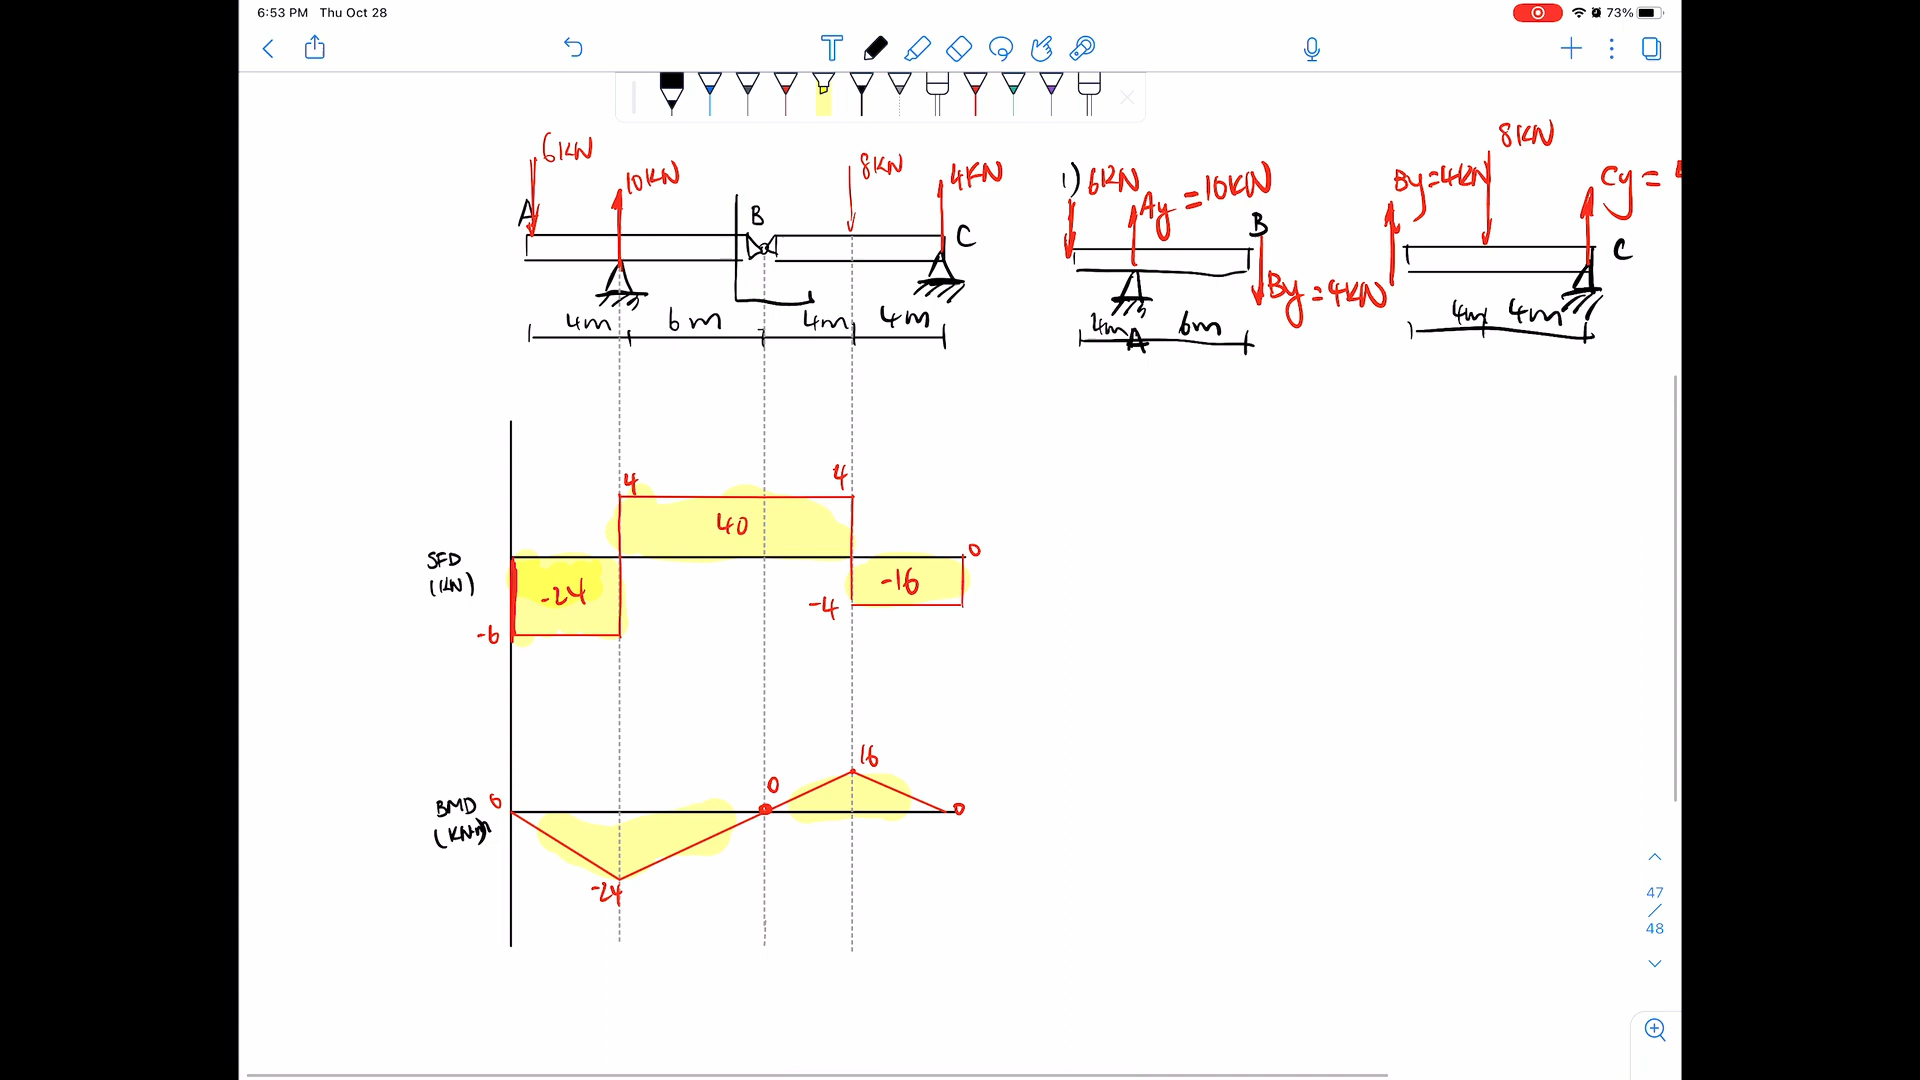 6:53 PM Thu Oct 28
73%
T
6KN
10KN
8KN
4KN
A
B
C
4m 6m 4m 4m
1) 6KN
Ay = 10KN
B
By = 4KN
4m 6m
A
8KN
By=4KN
Cy =
C
4m 4m
4 4
40
SFD
(KN)
0
-24
-16
-4
-6
16
0
BMD
(KNm)
0
0
-24
47
/
48